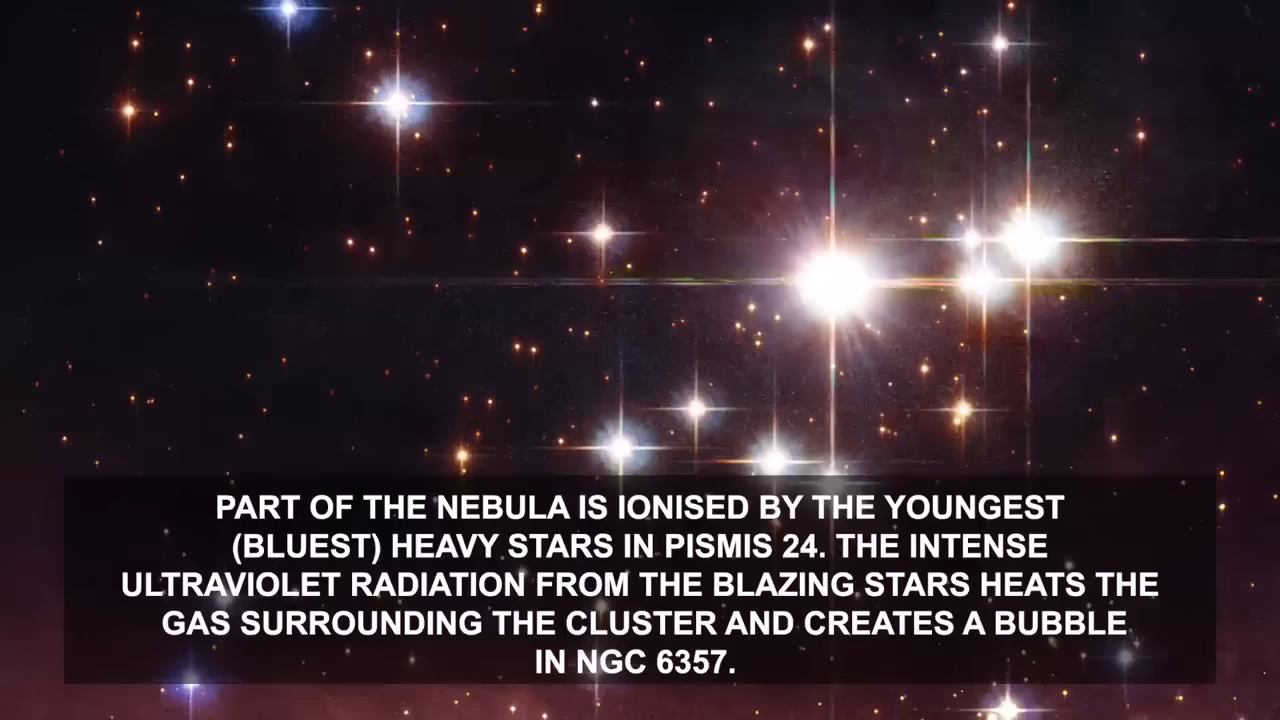 PART OF THE NEBULA IS IONISED BY THE YOUNGEST
(BLUEST) HEAVY STARS IN PISMIS 24. THE INTENSE
ULTRAVIOLET RADIATION FROM THE BLAZING STARS HEATS THE
GAS SURROUNDING THE CLUSTER AND CREATES A BUBBLE
IN NGC 6357.